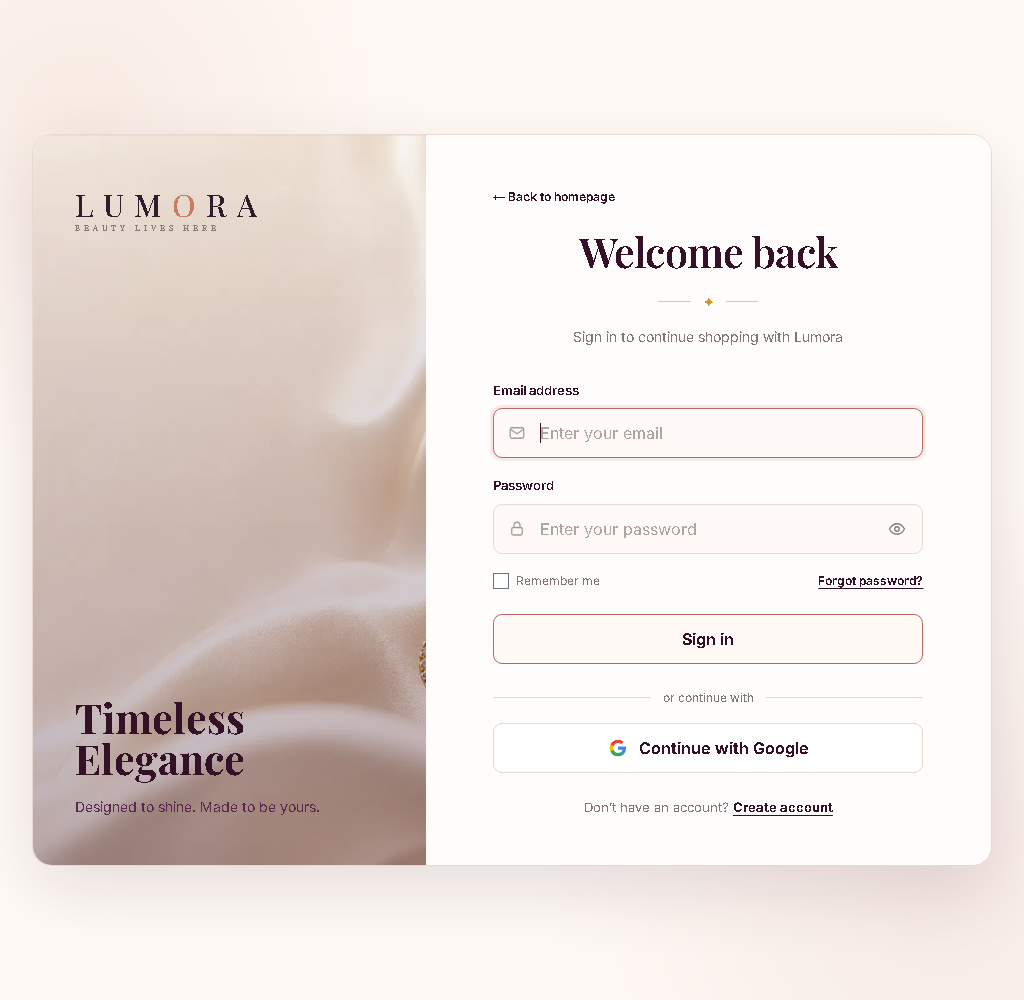 LUMORA
BEAUTY LIVES HERE
Timeless
Elegance
Designed to shine. Made to be yours.
← Back to homepage
Welcome back
Sign in to continue shopping with Lumora
Email address
Enter your email
Password
Enter your password
Remember me
Forgot password?
Sign in
or continue with
Continue with Google
Don’t have an account? Create account